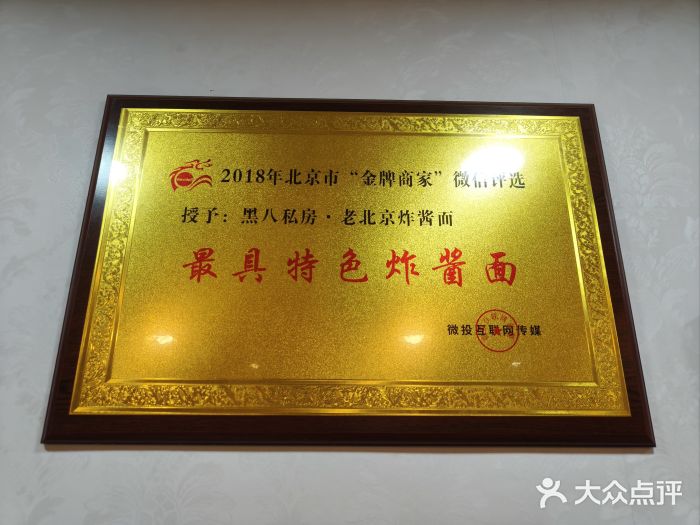 2018年北京市“金牌商家”微信评选
授予：黑八私房·老北京炸酱面
最具特色炸酱面
微投互联网传媒
大众点评